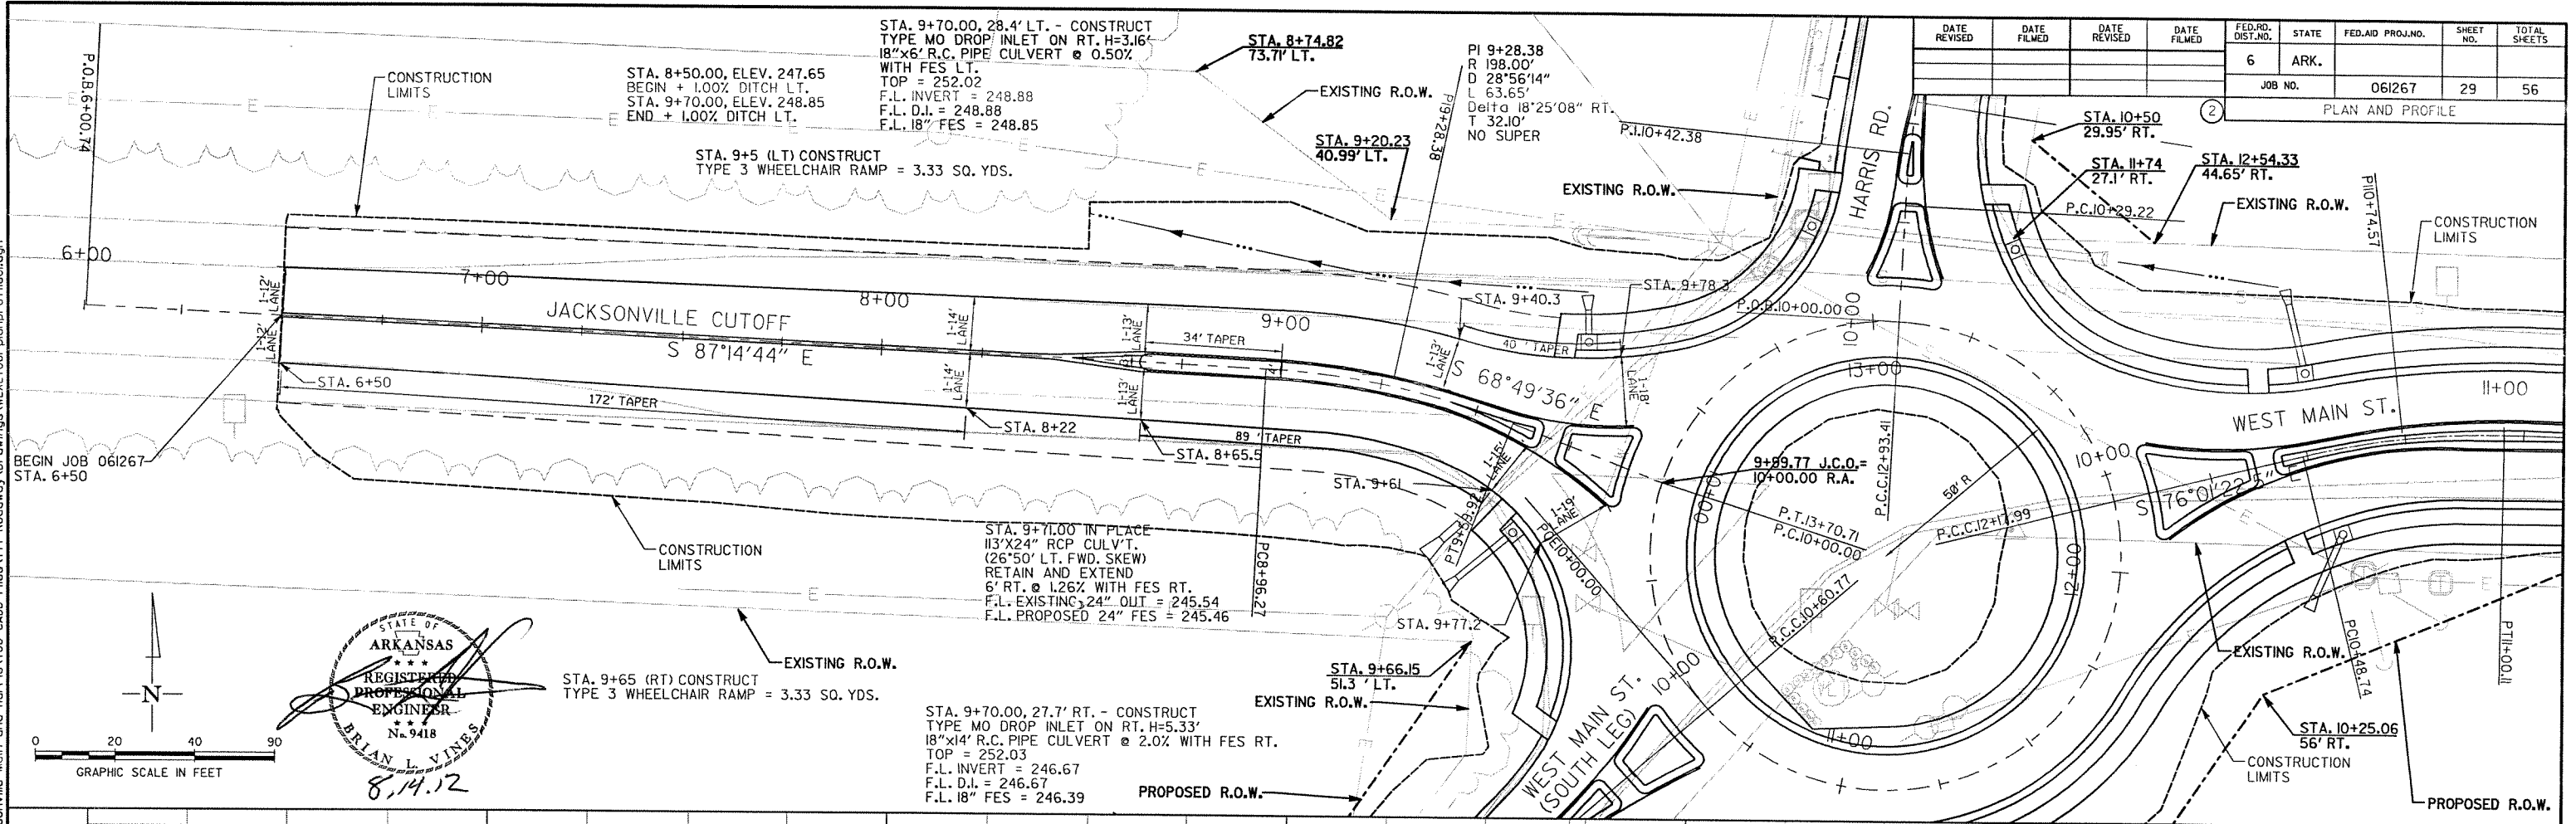 DATE REVISED
DATE FILMED
DATE REVISED
DATE FILMED
FED.RD. DIST.NO.
STATE
FED.AID PROJ.NO.
SHEET NO.
TOTAL SHEETS
6
ARK.
JOB NO.
061267
29
56
2
PLAN AND PROFILE
P.O.B.6+00.74
CONSTRUCTION
LIMITS
STA. 8+50.00, ELEV. 247.65
BEGIN + 1.00% DITCH LT.
STA. 9+70.00, ELEV. 248.85
END + 1.00% DITCH LT.
STA. 9+70.00, 28.4' LT. - CONSTRUCT
TYPE MO DROP INLET ON RT. H=3.16'
18"x6' R.C. PIPE CULVERT @ 0.50%
WITH FES LT.
TOP = 252.02
F.L. INVERT = 248.88
F.L. D.I. = 248.88
F.L. 18" FES = 248.85
STA. 9+5 (LT) CONSTRUCT
TYPE 3 WHEELCHAIR RAMP = 3.33 SQ. YDS.
STA. 8+74.82
73.71' LT.
EXISTING R.O.W.
STA. 9+20.23
40.99' LT.
PI9+28.38
PI 9+28.38
R 198.00'
D 28°56'14"
L 63.65'
Delta 18°25'08" RT.
T 32.10'
NO SUPER
P.I.10+42.38
EXISTING R.O.W.
HARRIS RD.
STA. 10+50
29.95' RT.
STA. 11+74
27.1' RT.
STA. 12+54.33
44.65' RT.
P.C.10+29.22
EXISTING R.O.W.
PI10+74.57
CONSTRUCTION
LIMITS
6+00
7+00
8+00
9+00
1-12'
LANE
1-12'
LANE
JACKSONVILLE CUTOFF
S 87°14'44" E
1-14'
LANE
1-14'
LANE
1-13'
LANE
1-13'
LANE
34' TAPER
4'
STA. 9+40.3
STA. 9+78.3
P.O.B.10+00.00
10+00
40 ' TAPER
1-13'
LANE
S 68°49'36" E
1-18'
LANE
13+00
STA. 6+50
172' TAPER
STA. 8+22
STA. 8+65.5
89 ' TAPER
BEGIN JOB 061267
STA. 6+50
CONSTRUCTION
LIMITS
STA. 9+61
1-15'
LANE
1-19'
LANE
PT9+59.92
PC8+96.27
9+99.77 J.C.O.=
10+00.00 R.A.
P.C.C.12+93.41
50' R
P.T.13+70.71
P.C.10+00.00
P.C.C.12+17.99
10+00
WEST MAIN ST.
11+00
12+00
11+00
10+00
STA. 9+71.00 IN PLACE
113'X24" RCP CULV'T.
(26°50' LT. FWD. SKEW)
RETAIN AND EXTEND
6' RT. @ 1.26% WITH FES RT.
F.L. EXISTING 24" OUT = 245.54
F.L. PROPOSED 24" FES = 245.46
STA. 9+77.2
STA. 9+66.15
51.3 ' LT.
EXISTING R.O.W.
PROPOSED R.O.W.
WEST MAIN ST.
(SOUTH LEG)
EXISTING R.O.W.
PC10+48.74
PT11+00.11
STA. 10+25.06
56' RT.
CONSTRUCTION
LIMITS
PROPOSED R.O.W.
EXISTING R.O.W.
STA. 9+65 (RT) CONSTRUCT
TYPE 3 WHEELCHAIR RAMP = 3.33 SQ. YDS.
STA. 9+70.00, 27.7' RT. - CONSTRUCT
TYPE MO DROP INLET ON RT. H=5.33'
18"x14' R.C. PIPE CULVERT @ 2.0% WITH FES RT.
TOP = 252.03
F.L. INVERT = 246.67
F.L. D.I. = 246.67
F.L. 18" FES = 246.39
N
0 20 40 90
GRAPHIC SCALE IN FEET
STATE OF
ARKANSAS
REGISTERED
PROFESSIONAL
ENGINEER
No. 9418
BRIAN L. VINES
8.14.12